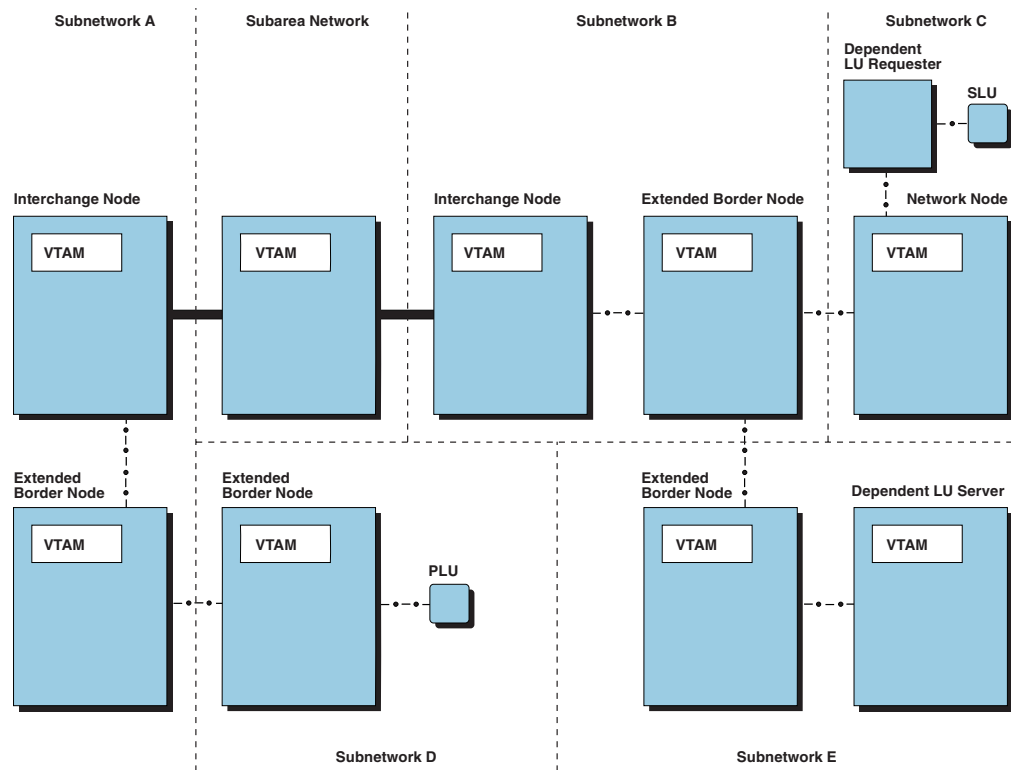 Subnetwork A
Subarea Network
Subnetwork B
Subnetwork C
Dependent
LU Requester
SLU
Interchange Node
Interchange Node
Extended Border Node
Network Node
VTAM
VTAM
VTAM
VTAM
VTAM
Extended
Border Node
Extended
Border Node
Extended
Border Node
Dependent LU Server
VTAM
VTAM
VTAM
VTAM
PLU
Subnetwork D
Subnetwork E